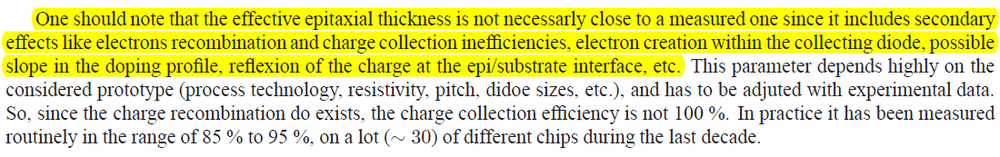 One should note that the effective epitaxial thickness is not necessarly close to a measured one since it includes secondary
effects like electrons recombination and charge collection inefficiencies, electron creation within the collecting diode, possible
slope in the doping profile, reflexion of the charge at the epi/substrate interface, etc. This parameter depends highly on the
considered prototype (process technology, resistivity, pitch, didoe sizes, etc.), and has to be adjuted with experimental data.
So, since the charge recombination do exists, the charge collection efficiency is not 100 %. In practice it has been measured
routinely in the range of 85 % to 95 %, on a lot (∼ 30) of different chips during the last decade.